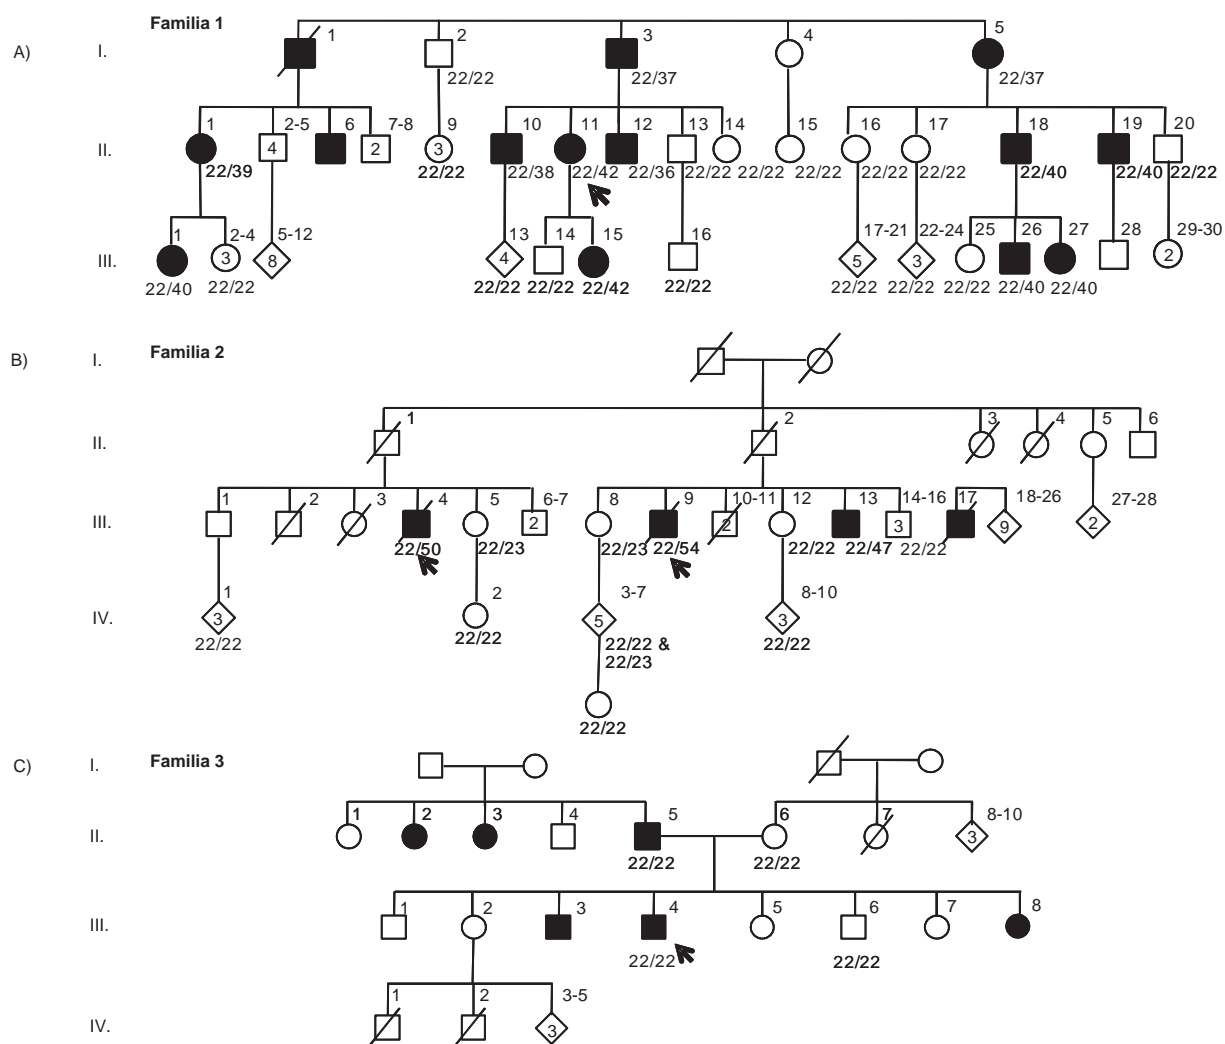 Familia 1
A) I. 1 2 3 4 5
22/22 22/37 22/37
II. 1 2-5 6 7-8 9 10 11 12 13 14 15 16 17 18 19 20
4 2 3
22/39 22/22 22/38 22/42 22/36 22/22 22/22 22/22 22/22 22/22 22/40 22/40 22/22
III. 1 2-4 5-12 13 14 15 16 17-21 22-24 25 26 27 28 29-30
3 8 4 5 3 2
22/40 22/22 22/22 22/22 22/42 22/22 22/22 22/22 22/22 22/40 22/40
B) I. Familia 2
II. 1 2 3 4 5 6
III. 1 2 3 4 5 6-7 8 9 10-11 12 13 14-16 17 18-26 27-28
2 2 3 9 2
22/50 22/23 22/23 22/54 22/22 22/47 22/22
IV. 1 2 3-7 8-10
3 5 3
22/22 22/22 22/22 & 22/22
22/23
22/22
C) I. Familia 3
II. 1 2 3 4 5 6 7 8-10
3
22/22 22/22
III. 1 2 3 4 5 6 7 8
22/22 22/22
IV. 1 2 3-5
3